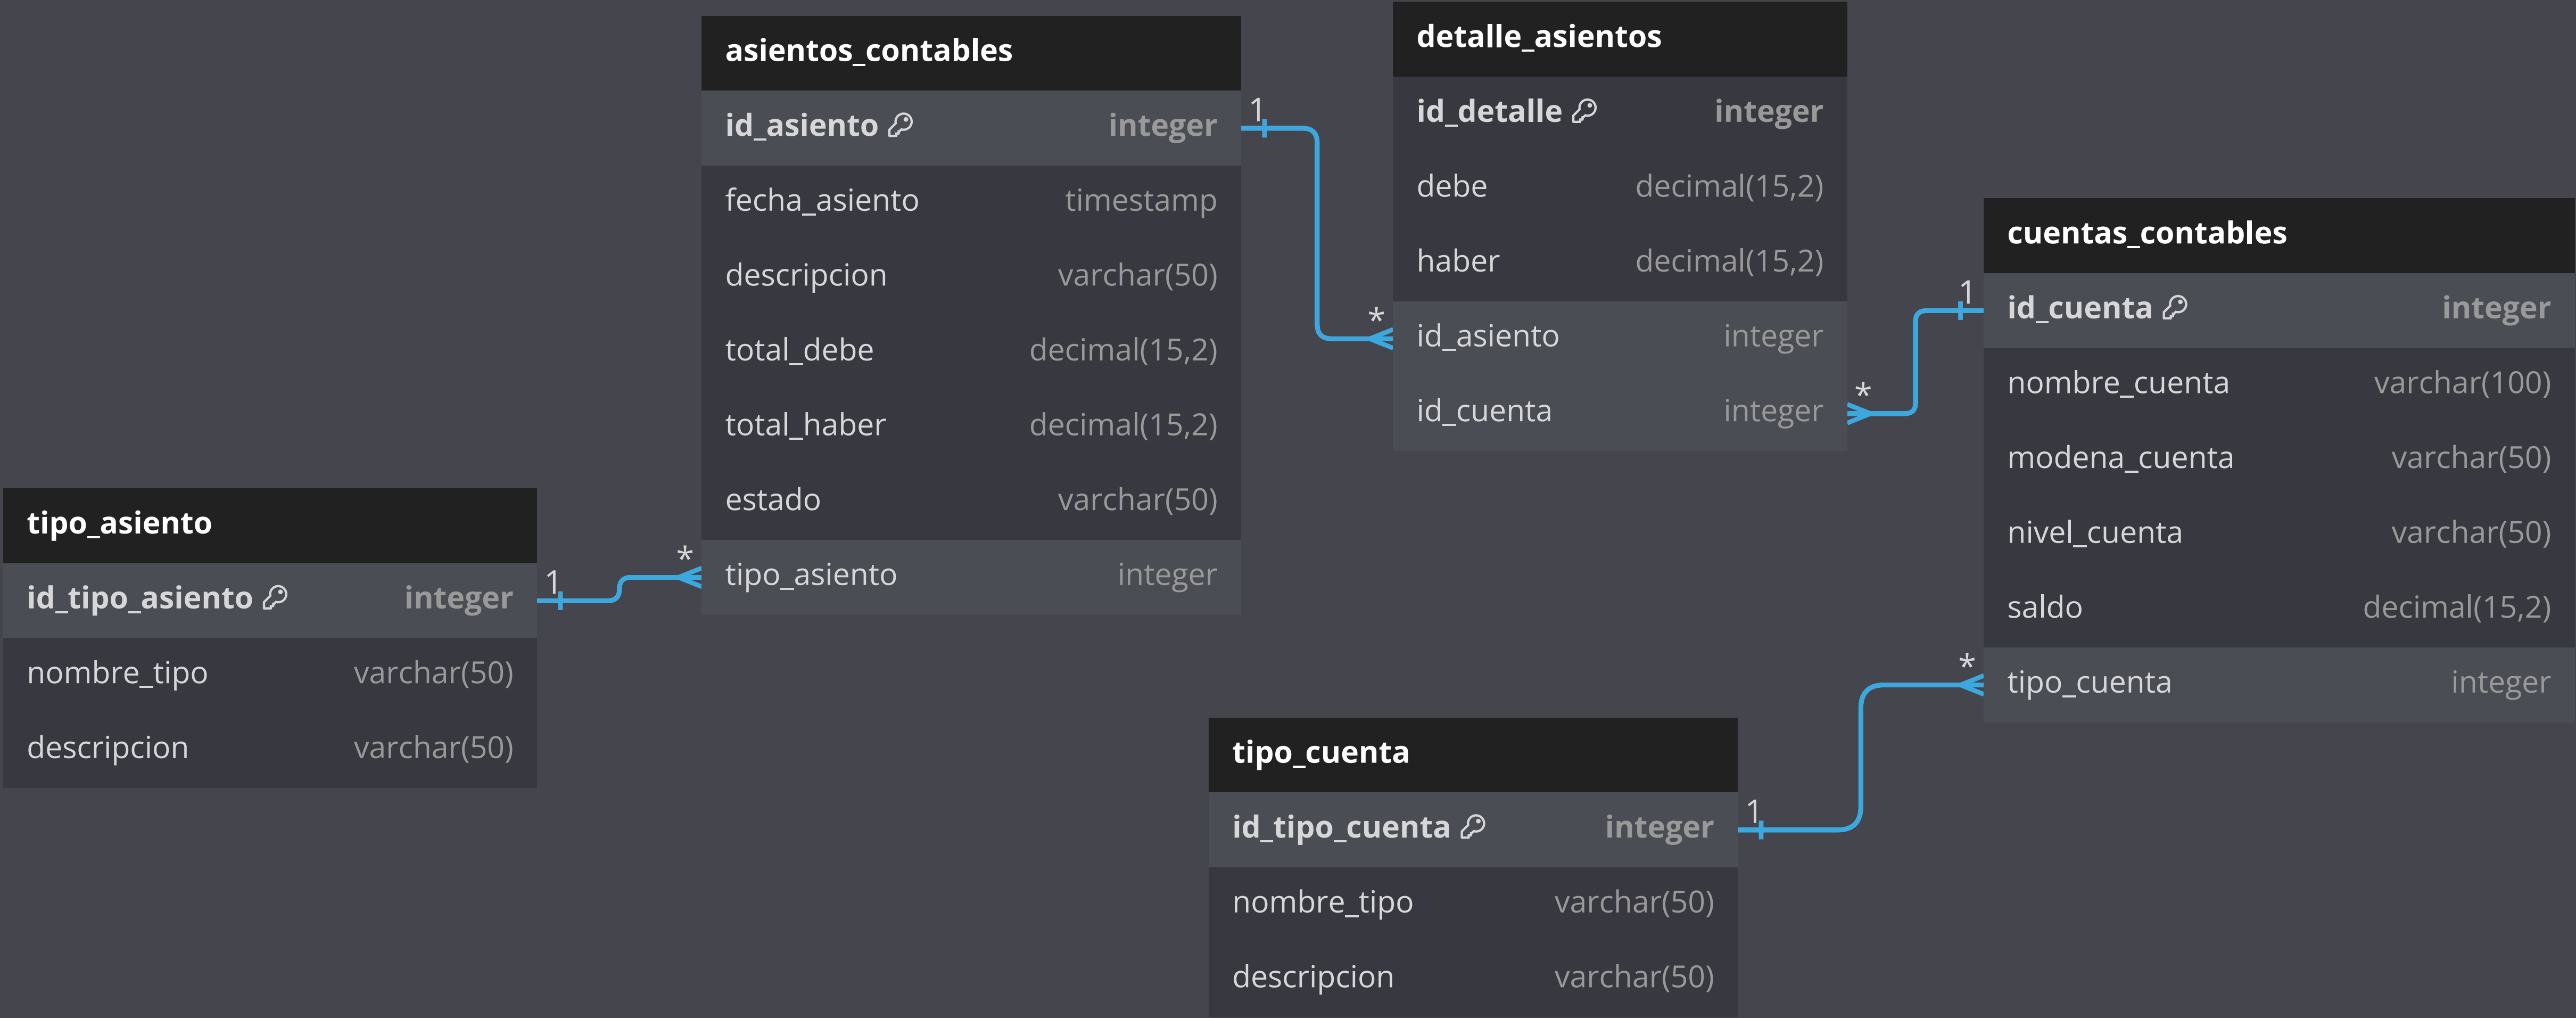 asientos_contables
id_asiento integer
fecha_asiento timestamp
descripcion varchar(50)
total_debe decimal(15,2)
total_haber decimal(15,2)
estado varchar(50)
tipo_asiento integer
1
*
detalle_asientos
id_detalle integer
debe decimal(15,2)
haber decimal(15,2)
id_asiento integer
id_cuenta integer
*
1
cuentas_contables
id_cuenta integer
nombre_cuenta varchar(100)
modena_cuenta varchar(50)
nivel_cuenta varchar(50)
saldo decimal(15,2)
tipo_cuenta integer
tipo_asiento
id_tipo_asiento integer
nombre_tipo varchar(50)
descripcion varchar(50)
1
*
tipo_cuenta
id_tipo_cuenta integer
nombre_tipo varchar(50)
descripcion varchar(50)
1
*